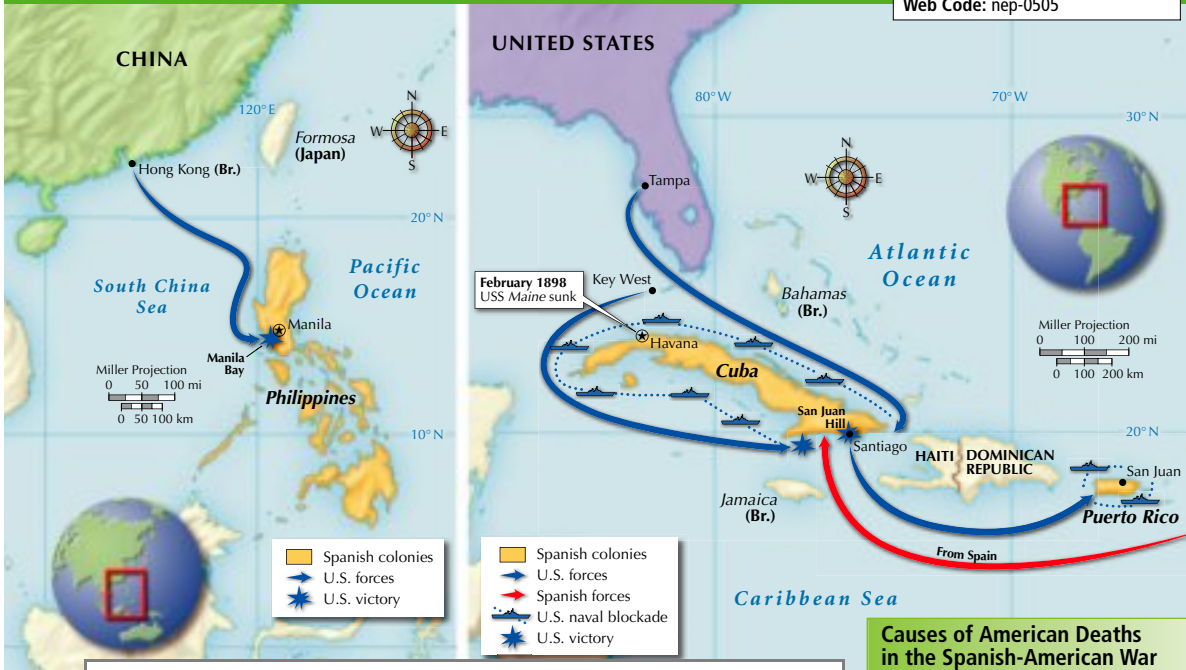 Web Code: nep-0505
CHINA
120°E
Formosa
(Japan)
N
W
E
S
Hong Kong (Br.)
20°N
South China
Sea
Pacific
Ocean
Manila
Manila
Bay
Miller Projection
0 50 100 mi
0 50 100 km
Philippines
10°N
Spanish colonies
U.S. forces
U.S. victory
UNITED STATES
80°W
70°W
30°N
Tampa
N
W
E
S
Atlantic
Ocean
Key West
February 1898
USS Maine sunk
Bahamas
(Br.)
Havana
Miller Projection
0 100 200 mi
0 100 200 km
Cuba
San Juan
Hill
Santiago
20°N
HAITI
DOMINICAN
REPUBLIC
San Juan
Jamaica
(Br.)
Puerto Rico
From Spain
Caribbean Sea
Spanish colonies
U.S. forces
Spanish forces
U.S. naval blockade
U.S. victory
Causes of American Deaths
in the Spanish-American War